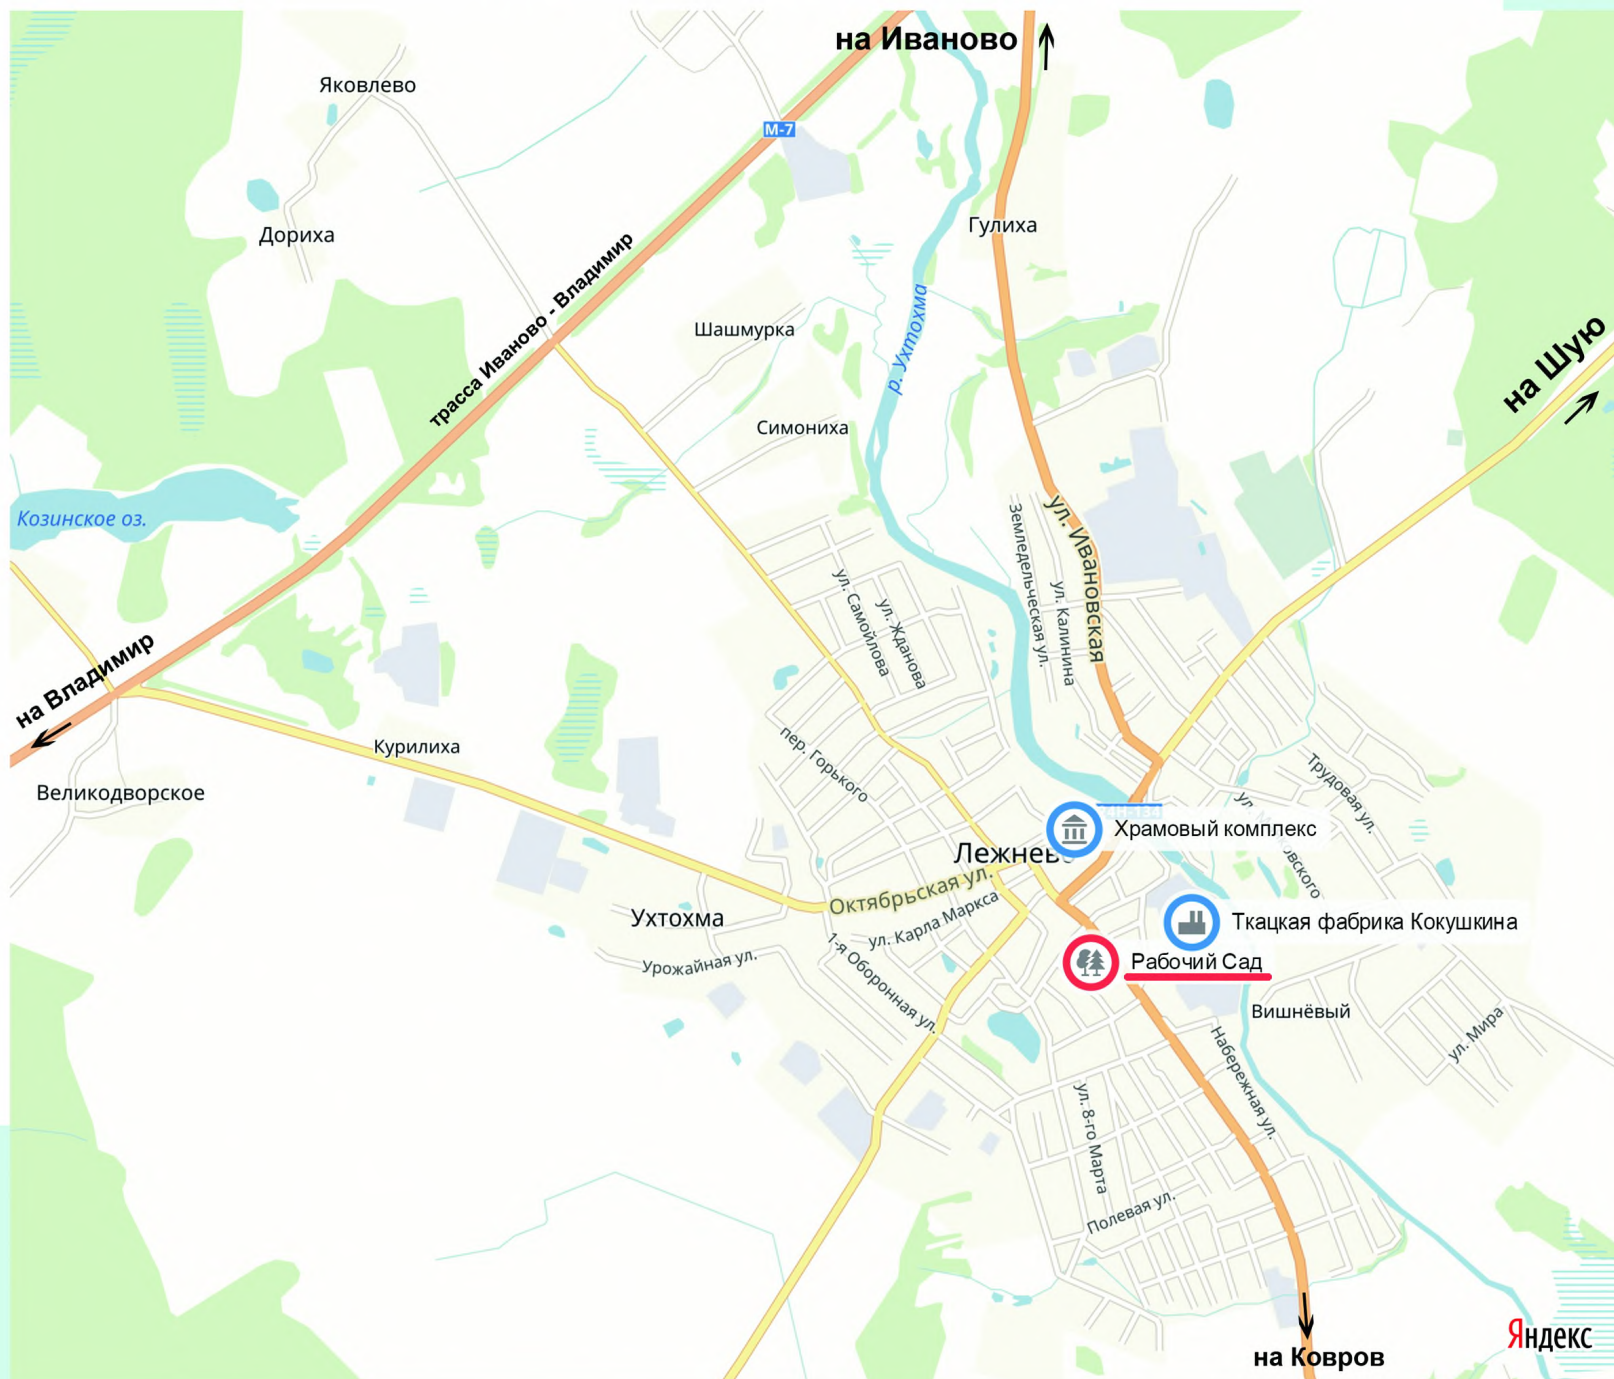 на Иваново
Яковлево
М-7
Гулиха
Дориха
трасса Иваново - Владимир
р. Ухтохма
Шашмурка
на Шую
Симониха
Козинское оз.
ул. Ивановская
Земледельческая ул.
ул. Калинина
ул. Самойлова
ул. Жданова
на Владимир
Курилиха
пер. Горького
Великодворское
Трудовая ул.
Храмовый комплекс
Лежнево
Октябрьская ул.
ул. Карла Маркса
Ухтохма
Ткацкая фабрика Кокушкина
Рабочий Сад
Урожайная ул.
1-я Оборонная ул.
Вишнёвый
ул. Мира
Набережная ул.
ул. 8-го Марта
Полевая ул.
на Ковров
Яндекс